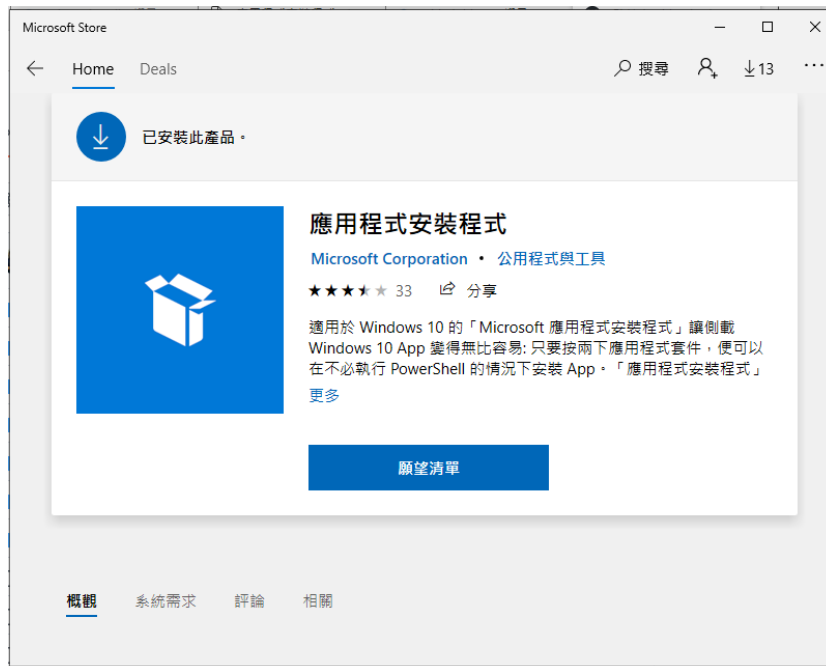 Microsoft Store
Home Deals 搜尋 13
已安裝此產品。
應用程式安裝程式
Microsoft Corporation • 公用程式與工具
33 分享
適用於 Windows 10 的「Microsoft 應用程式安裝程式」讓側載
Windows 10 App 變得無比容易: 只要按兩下應用程式套件，便可以
在不必執行 PowerShell 的情況下安裝 App。「應用程式安裝程式」
更多
願望清單
概觀 系統需求 評論 相關